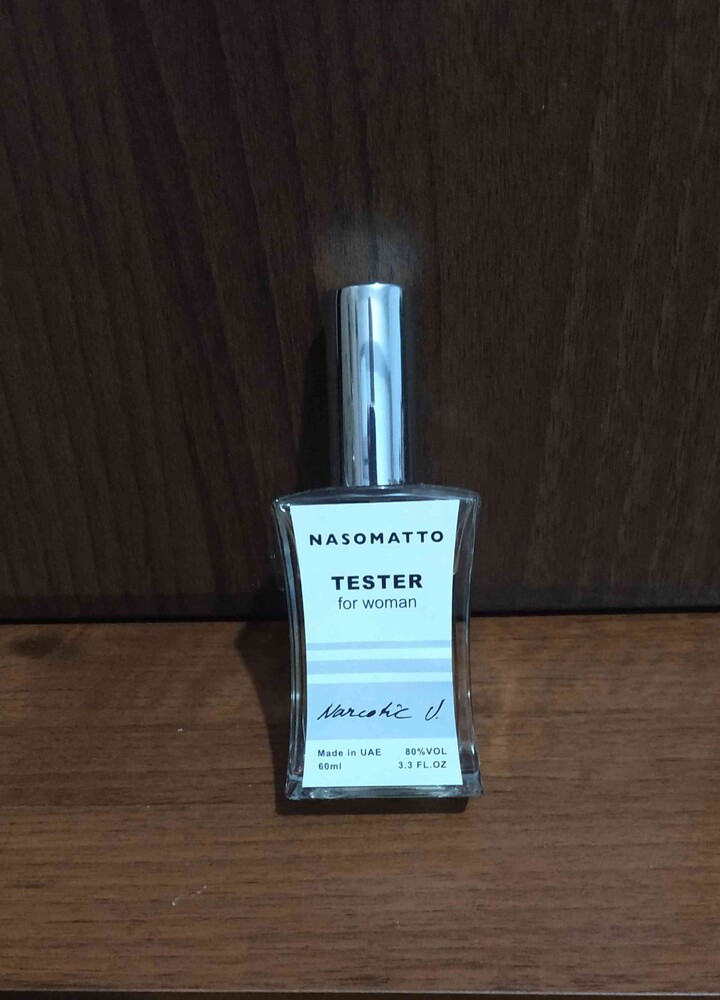 NASOMATTO
TESTER
for woman
Narcotic V.
Made in UAE 80%VOL
60ml 3.3 FL.OZ